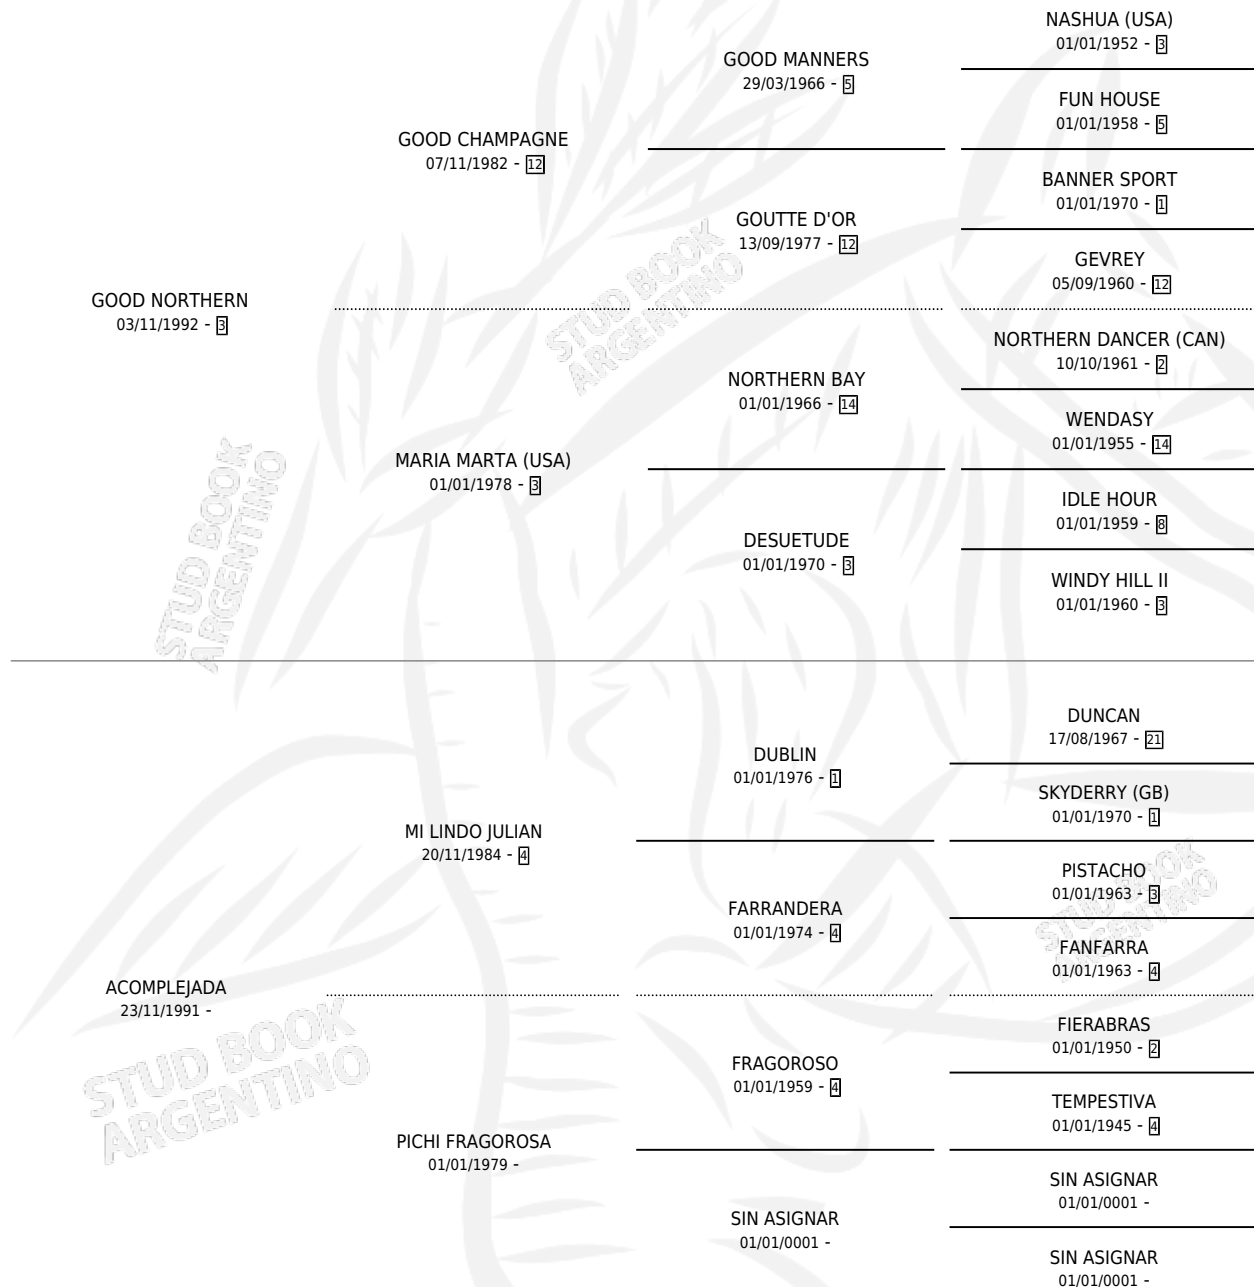 NASHUA (USA)
01/01/1952 - 3
GOOD MANNERS
29/03/1966 - 5
FUN HOUSE
01/01/1958 - 5
GOOD CHAMPAGNE
07/11/1982 - 12
BANNER SPORT
01/01/1970 - 1
GOUTTE D'OR
13/09/1977 - 12
GEVREY
05/09/1960 - 12
GOOD NORTHERN
03/11/1992 - 3
NORTHERN DANCER (CAN)
10/10/1961 - 2
NORTHERN BAY
01/01/1966 - 14
WENDASY
01/01/1955 - 14
MARIA MARTA (USA)
01/01/1978 - 3
IDLE HOUR
01/01/1959 - 8
DESUETUDE
01/01/1970 - 3
WINDY HILL II
01/01/1960 - 3
STUD BOOK
ARGENTINO
STUD BOOK
ARGENTINO
DUNCAN
17/08/1967 - 21
DUBLIN
01/01/1976 - 1
SKYDERRY (GB)
01/01/1970 - 1
MI LINDO JULIAN
20/11/1984 - 4
PISTACHO
01/01/1963 - 3
FARRANDERA
01/01/1974 - 4
FANFARRA
01/01/1963 - 4
STUD BOOK
ARGENTINO
ACOMPLEJADA
23/11/1991 -
FIERABRAS
01/01/1950 - 2
FRAGOROSO
01/01/1959 - 4
TEMPESTIVA
01/01/1945 - 4
STUD BOOK
ARGENTINO
PICHI FRAGOROSA
01/01/1979 -
SIN ASIGNAR
01/01/0001 -
SIN ASIGNAR
01/01/0001 -
SIN ASIGNAR
01/01/0001 -